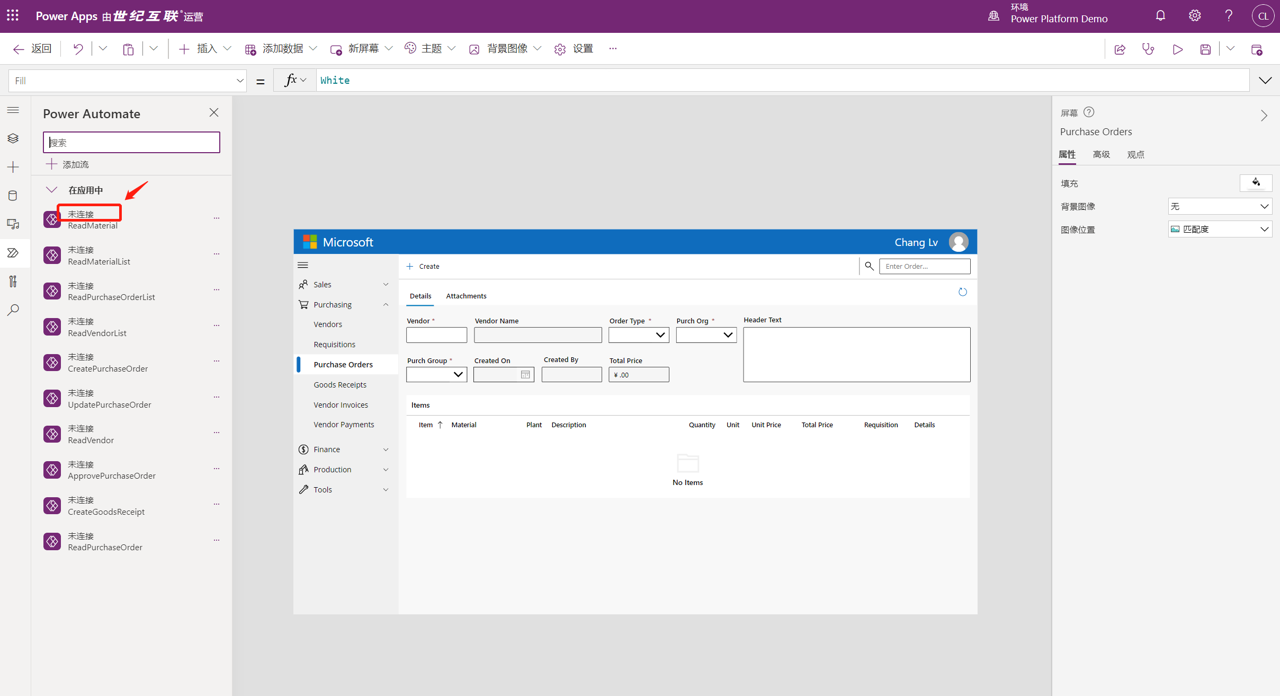 Power Apps 由世纪互联运营
环境
Power Platform Demo
CL
返回
插入
添加数据
新屏幕
主题
背景图像
设置
Fill
=
fx
White
Power Automate
搜索
添加流
在应用中
未连接
ReadMaterial
未连接
ReadMaterialList
未连接
ReadPurchaseOrderList
未连接
ReadVendorList
未连接
CreatePurchaseOrder
未连接
UpdatePurchaseOrder
未连接
ReadVendor
未连接
ApprovePurchaseOrder
未连接
CreateGoodsReceipt
未连接
ReadPurchaseOrder
Microsoft
Chang Lv
Sales
Purchasing
Vendors
Requisitions
Purchase Orders
Goods Receipts
Vendor Invoices
Vendor Payments
Finance
Production
Tools
Create
Enter Order...
Details Attachments
Vendor * Vendor Name Order Type * Purch Org * Header Text
Purch Group * Created On Created By Total Price
¥ .00
Items
Item Material Plant Description Quantity Unit Unit Price Total Price Requisition Details
No Items
屏幕
Purchase Orders
属性 高级 观点
填充
背景图像 无
图像位置 匹配度